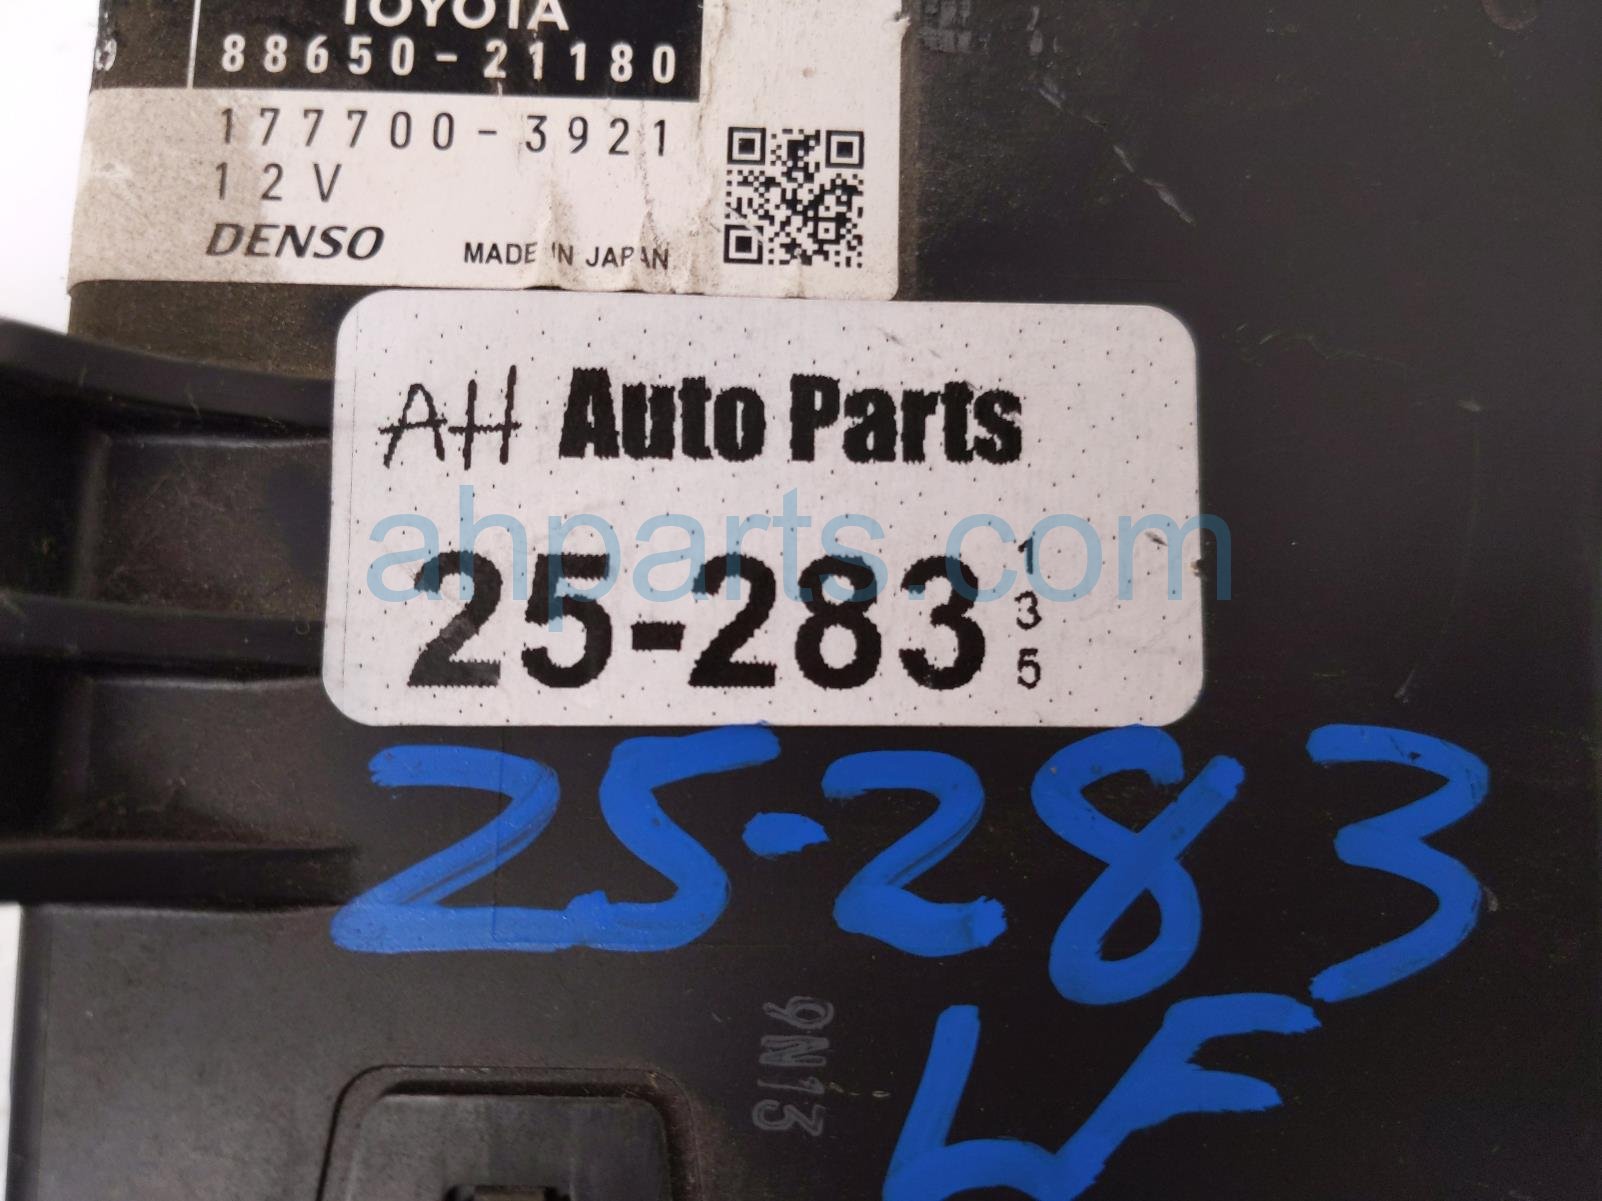 TOYOTA
88650-21180
177700-3921
12V
DENSO
MADE IN JAPAN
AH Auto Parts
ahparts.com
25-283
1
3
5
25-283
LF
9N13